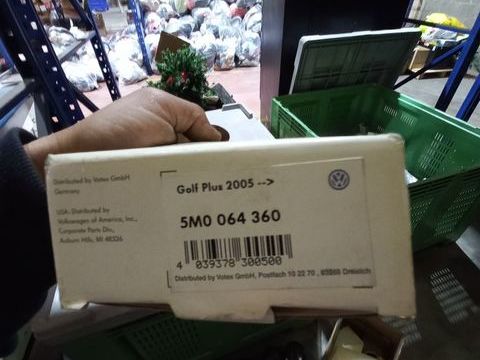 Distributed by Votex GmbH
Germany
USA: Distributed by
Volkswagen of America, Inc.,
Corporate Parts Div.,
Auburn Hills, MI 48326
Golf Plus 2005 -->
5M0 064 360
4 039378 300500
Distributed by Votex GmbH, Postfach 10 22 70 , 63268 Dreieich